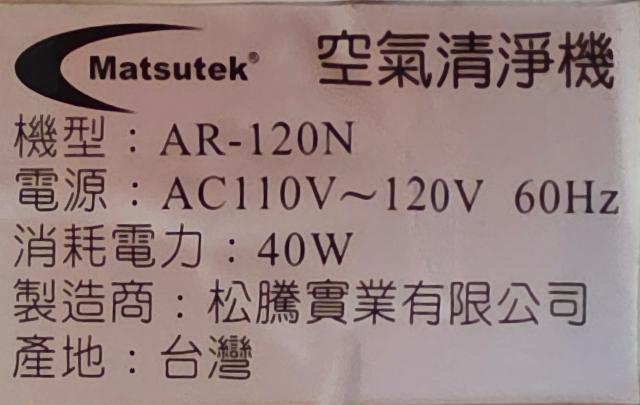 Matsutek® 空氣清淨機
機型：AR-120N
電源：AC110V～120V 60Hz
消耗電力：40W
製造商：松騰實業有限公司
產地：台灣